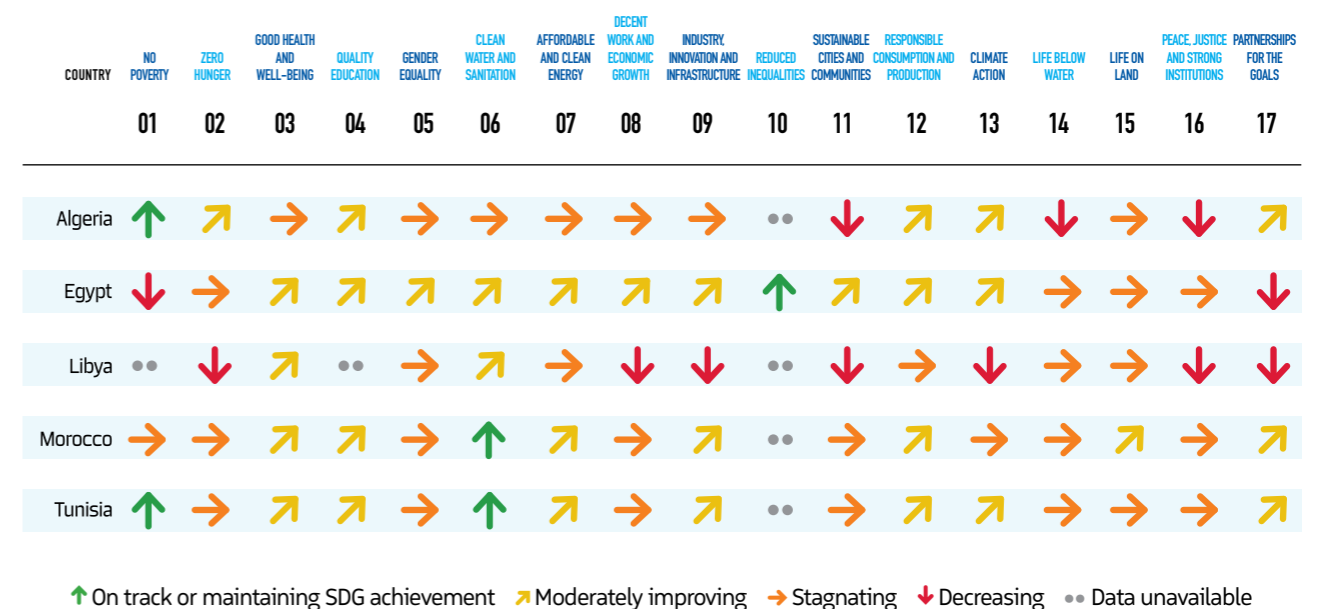 COUNTRY
NO
POVERTY
ZERO
HUNGER
GOOD HEALTH
AND
WELL-BEING
QUALITY
EDUCATION
GENDER
EQUALITY
CLEAN
WATER AND
SANITATION
AFFORDABLE
AND CLEAN
ENERGY
DECENT
WORK AND
ECONOMIC
GROWTH
INDUSTRY,
INNOVATION AND
INFRASTRUCTURE
REDUCED
INEQUALITIES
SUSTAINABLE
CITIES AND
COMMUNITIES
RESPONSIBLE
CONSUMPTION AND
PRODUCTION
CLIMATE
ACTION
LIFE BELOW
WATER
LIFE ON
LAND
PEACE, JUSTICE
AND STRONG
INSTITUTIONS
PARTNERSHIPS
FOR THE
GOALS
01 02 03 04 05 06 07 08 09 10 11 12 13 14 15 16 17
Algeria
Egypt
Libya
Morocco
Tunisia
On track or maintaining SDG achievement Moderately improving Stagnating Decreasing Data unavailable